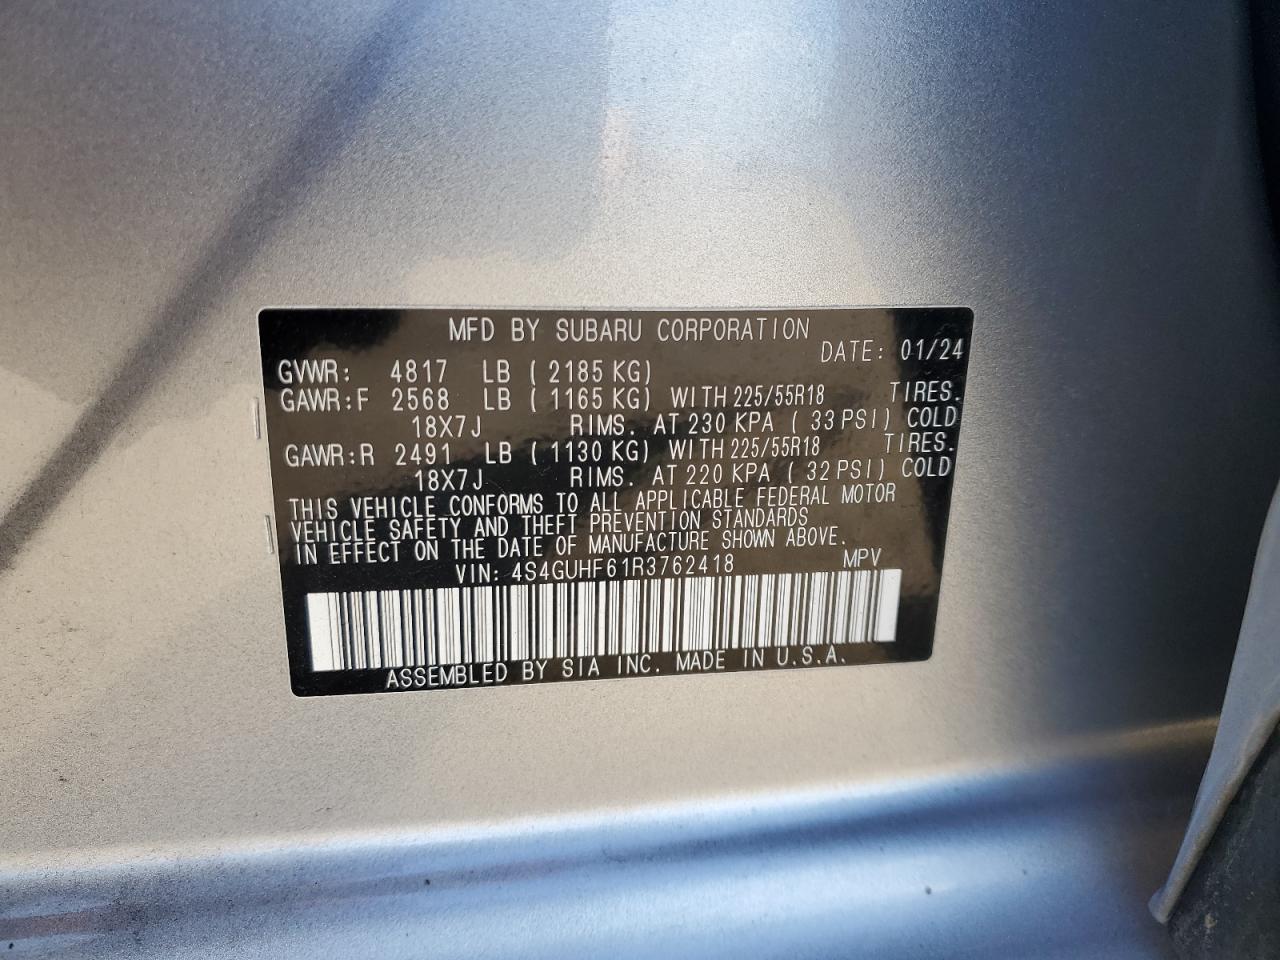 MFD BY SUBARU CORPORATION
DATE: 01/24
GVWR: 4817 LB ( 2185 KG)
GAWR:F 2568 LB ( 1165 KG) WITH 225/55R18 TIRES.
18X7J RIMS. AT 230 KPA ( 33 PSI) COLD
GAWR:R 2491 LB ( 1130 KG) WITH 225/55R18 TIRES.
18X7J RIMS. AT 220 KPA ( 32 PSI) COLD
THIS VEHICLE CONFORMS TO ALL APPLICABLE FEDERAL MOTOR
VEHICLE SAFETY AND THEFT PREVENTION STANDARDS
IN EFFECT ON THE DATE OF MANUFACTURE SHOWN ABOVE.
VIN: 4S4GUHF61R3762418 MPV
ASSEMBLED BY SIA INC. MADE IN U.S.A.